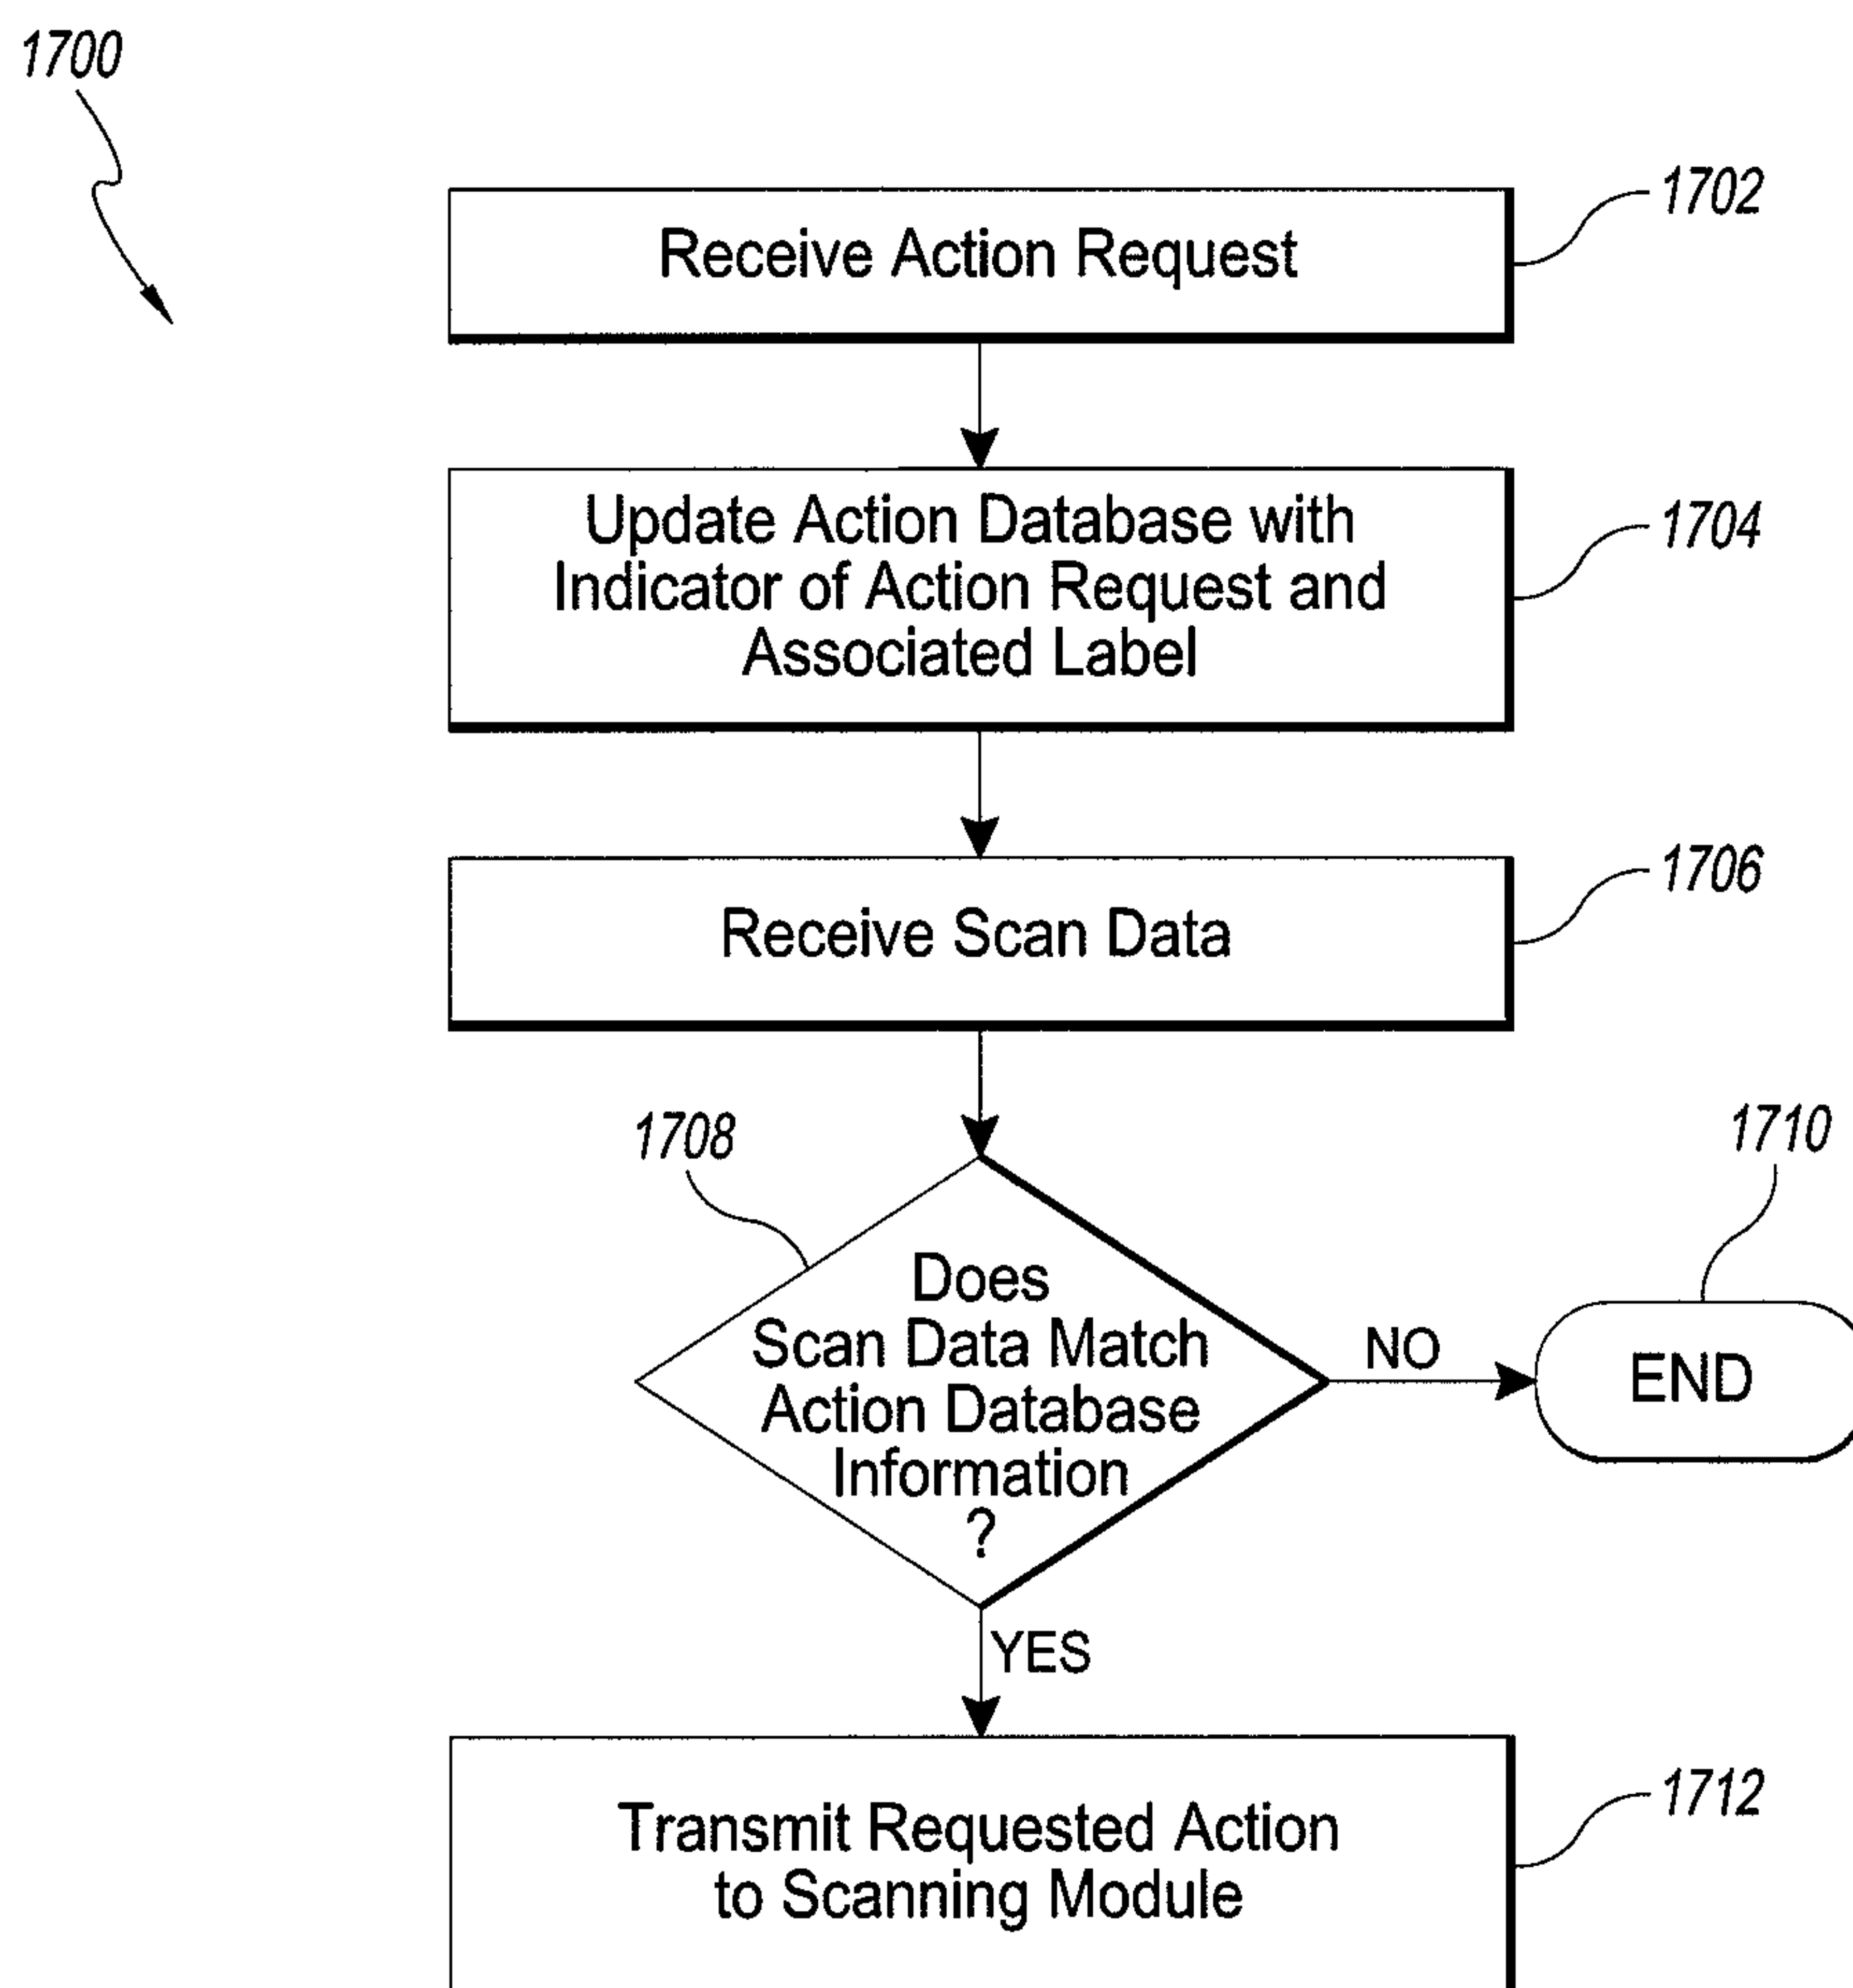 1700
1702
Receive Action Request
1704
Update Action Database with
Indicator of Action Request and
Associated Label
1706
Receive Scan Data
1708
1710
Does
Scan Data Match
Action Database
Information
?
NO
END
YES
1712
Transmit Requested Action
to Scanning Module